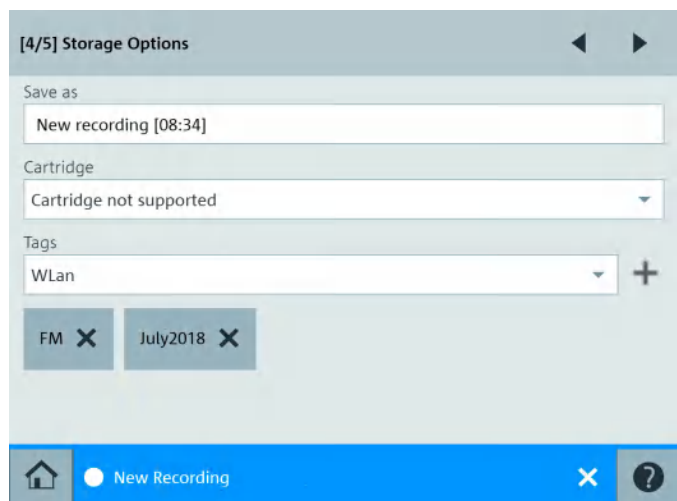 [4/5] Storage Options
Save as
New recording [08:34]
Cartridge
Cartridge not supported
Tags
WLan
FM
July2018
New Recording
?